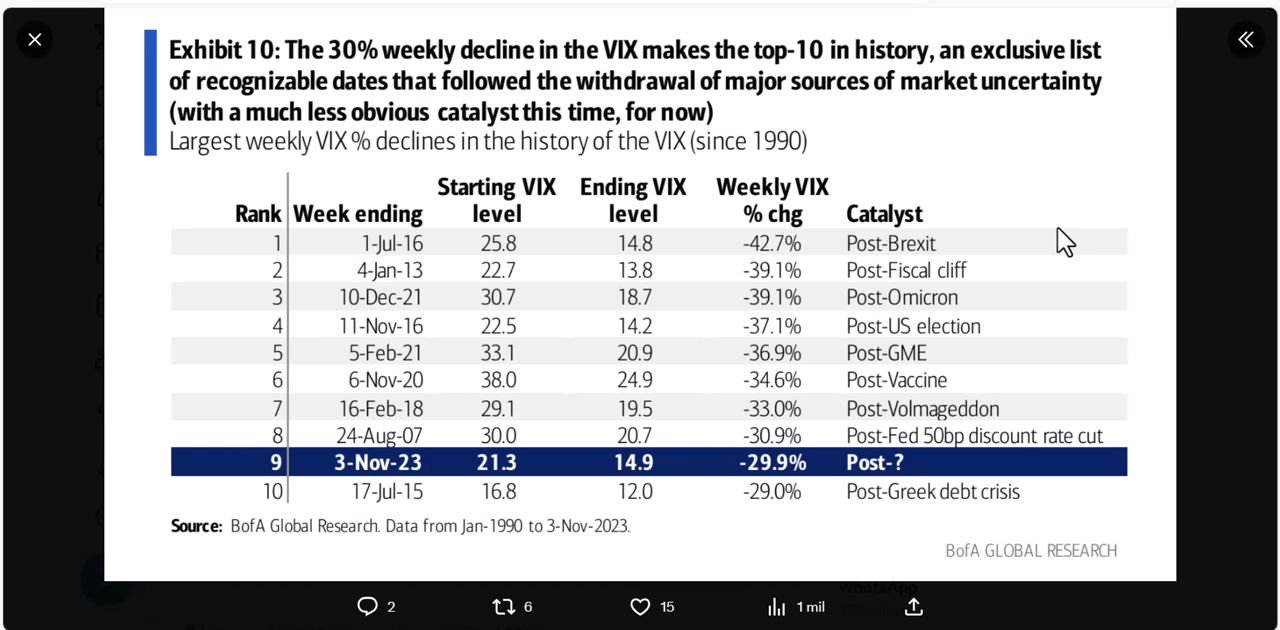 Exhibit 10: The 30% weekly decline in the VIX makes the top-10 in history, an exclusive list
of recognizable dates that followed the withdrawal of major sources of market uncertainty
(with a much less obvious catalyst this time, for now)
Largest weekly VIX % declines in the history of the VIX (since 1990)
Starting VIX Ending VIX Weekly VIX
Rank Week ending level level % chg Catalyst
1 1-Jul-16 25.8 14.8 -42.7% Post-Brexit
2 4-Jan-13 22.7 13.8 -39.1% Post-Fiscal cliff
3 10-Dec-21 30.7 18.7 -39.1% Post-Omicron
4 11-Nov-16 22.5 14.2 -37.1% Post-US election
5 5-Feb-21 33.1 20.9 -36.9% Post-GME
6 6-Nov-20 38.0 24.9 -34.6% Post-Vaccine
7 16-Feb-18 29.1 19.5 -33.0% Post-Volmageddon
8 24-Aug-07 30.0 20.7 -30.9% Post-Fed 50bp discount rate cut
9 3-Nov-23 21.3 14.9 -29.9% Post-?
10 17-Jul-15 16.8 12.0 -29.0% Post-Greek debt crisis
Source: BofA Global Research. Data from Jan-1990 to 3-Nov-2023.
BofA GLOBAL RESEARCH
WhatsApp
2 6 15 1 mil